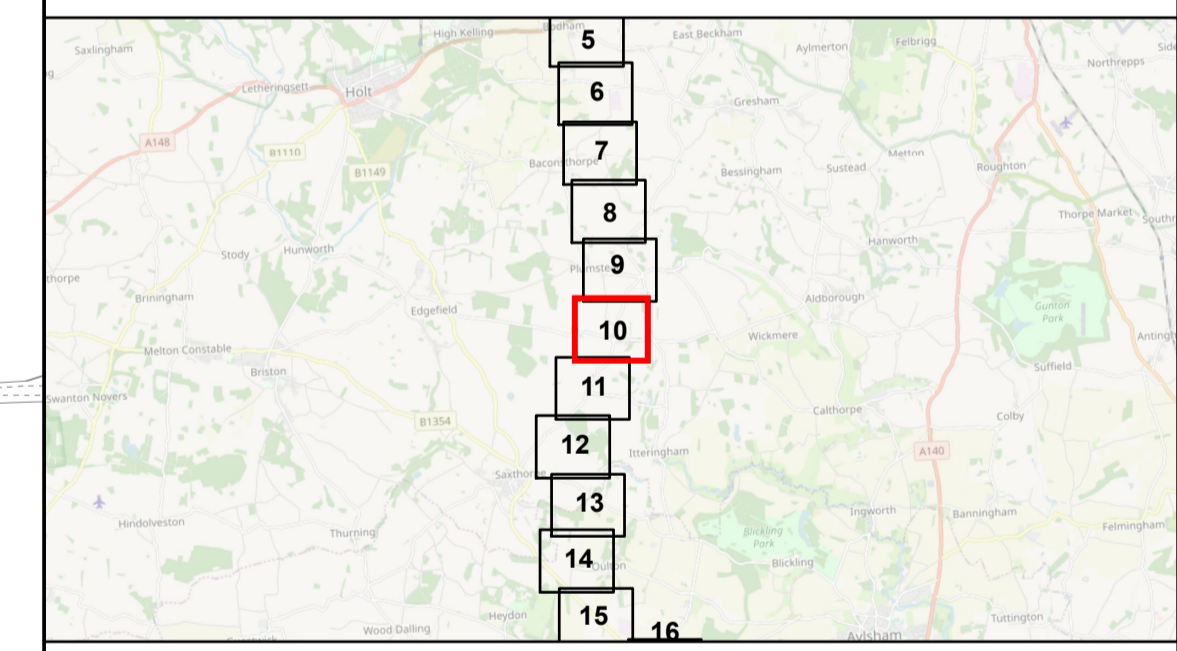 Bodham
5
High Kelling
East Beckham
Felbrigg
Saxlingham
Aylmerton
Northrepps
Letheringsett
Holt
6
Gresham
A148
B1110
7
Baconsthorpe
B1149
Metton
Bessingham
Sustead
Roughton
8
Thorpe Market
Hanworth
Stody
Hunworth
9
Plumste
thorpe
Briningham
Edgefield
Aldborough
Gunton
Park
10
Wickmere
Melton Constable
Briston
Suffield
11
Swanton Novers
Calthorpe
Colby
B1354
12
A140
Itteringham
Saxthorpe
13
Hindolveston
Ingworth
Banningham
Felmingham
Thurning
Blickling
Park
14
Oulton
Blickling
15
Heydon
Wood Dalling
16
Tuttington
Aylsham